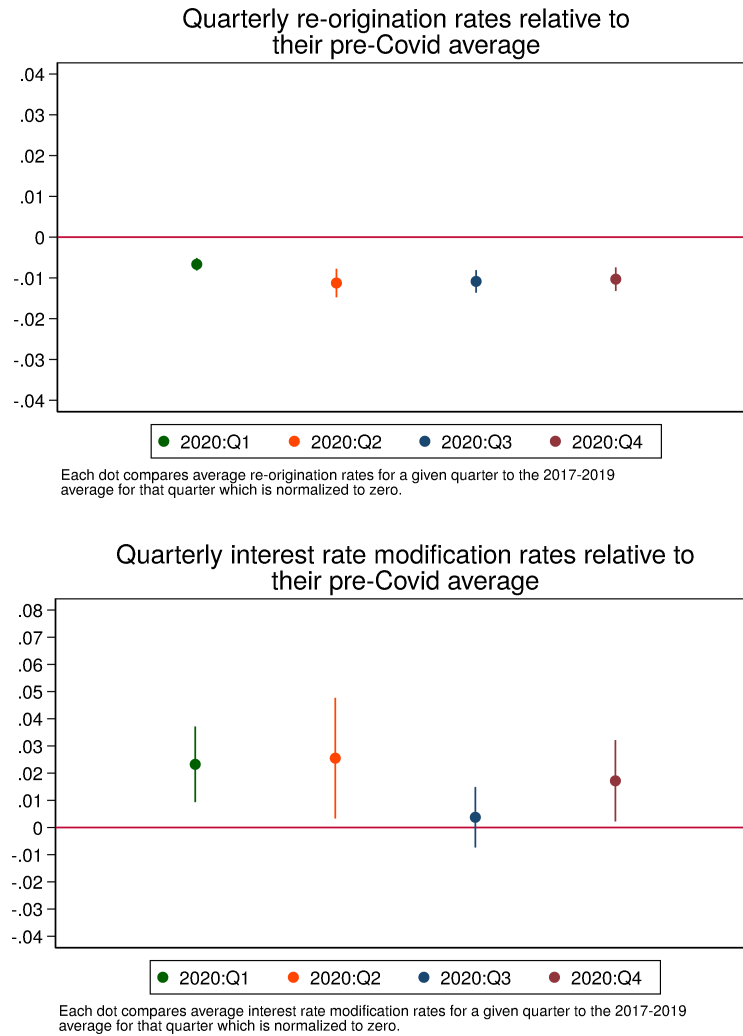 Quarterly re-origination rates relative to
their pre-Covid average
.04
.03
.02
.01
0
-.01
-.02
-.03
-.04
2020:Q1 2020:Q2 2020:Q3 2020:Q4
Each dot compares average re-origination rates for a given quarter to the 2017-2019
average for that quarter which is normalized to zero.
Quarterly interest rate modification rates relative to
their pre-Covid average
.08
.07
.06
.05
.04
.03
.02
.01
0
-.01
-.02
-.03
-.04
2020:Q1 2020:Q2 2020:Q3 2020:Q4
Each dot compares average interest rate modification rates for a given quarter to the 2017-2019
average for that quarter which is normalized to zero.